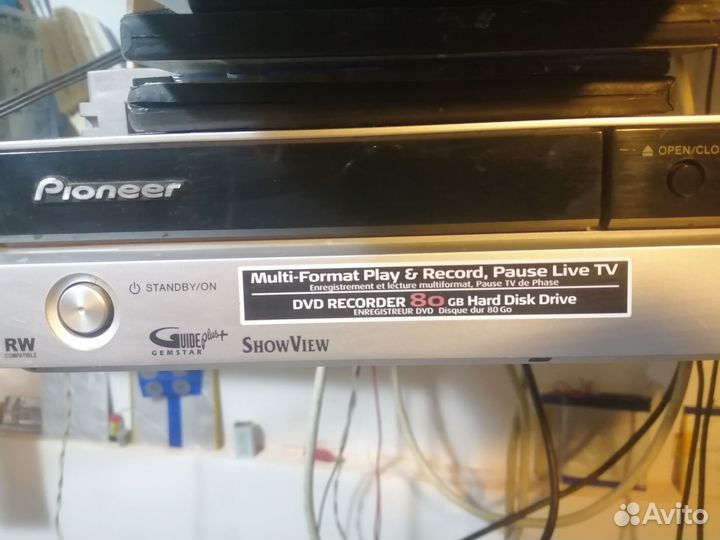 Pioneer
OPEN/CLO
STANDBY/ON
Multi-Format Play & Record, Pause Live TV
Enregistrement et lecture multiformat, Pause TV de Phase
DVD RECORDER 80 GB Hard Disk Drive
ENREGISTREUR DVD Disque dur 80 Go
RW
COMPATIBLE
GUIDE plus+
GEMSTAR
SHOWVIEW
Avito